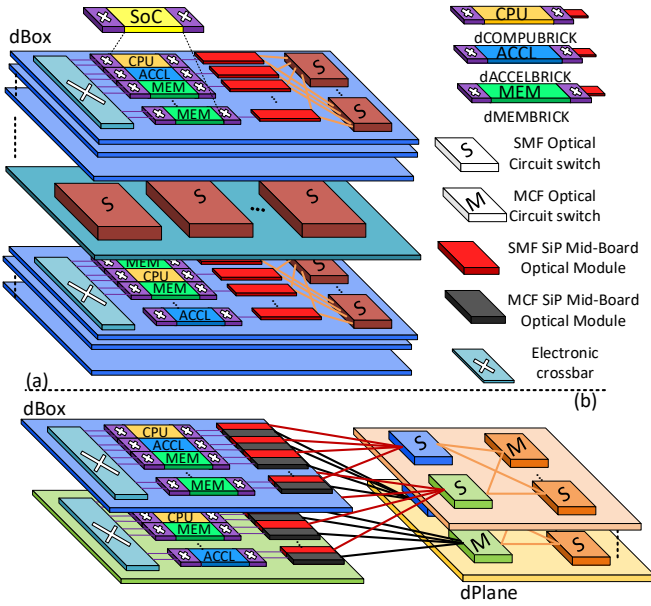 SoC
dBox
CPU
ACCL
MEM
MEM
S
S
S
S
S
...
MEM
CPU
MEM
ACCL
S
S
(a)
CPU
dCOMPUBRICK
ACCL
dACCELBRICK
MEM
dMEMBRICK
S
SMF Optical
Circuit switch
M
MCF Optical
Circuit switch
SMF SiP Mid-Board
Optical Module
MCF SiP Mid-Board
Optical Module
Electronic
crossbar
(b)
dBox
CPU
ACCL
MEM
MEM
CPU
MEM
ACCL
S
M
S
S
M
S
dPlane